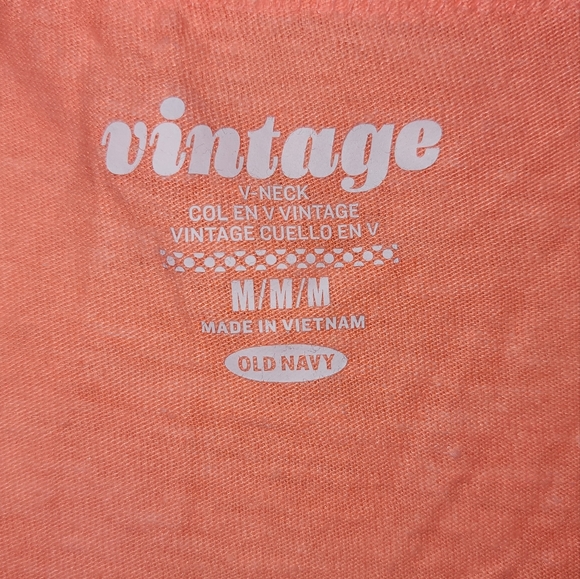 vintage
V-NECK
COL EN V VINTAGE
VINTAGE CUELLO EN V
M/M/M
MADE IN VIETNAM
OLD NAVY